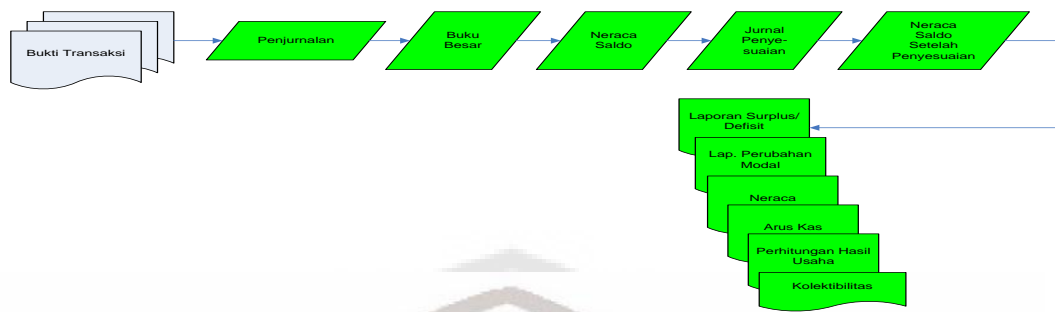 Bukti Transaksi
Penjurnalan
Buku
Besar
Neraca
Saldo
Jurnal
Penye-
suaian
Neraca
Saldo
Setelah
Penyesuaian
Laporan Surplus/
Defisit
Lap. Perubahan
Modal
Neraca
Arus Kas
Perhitungan Hasil
Usaha
Kolektibilitas